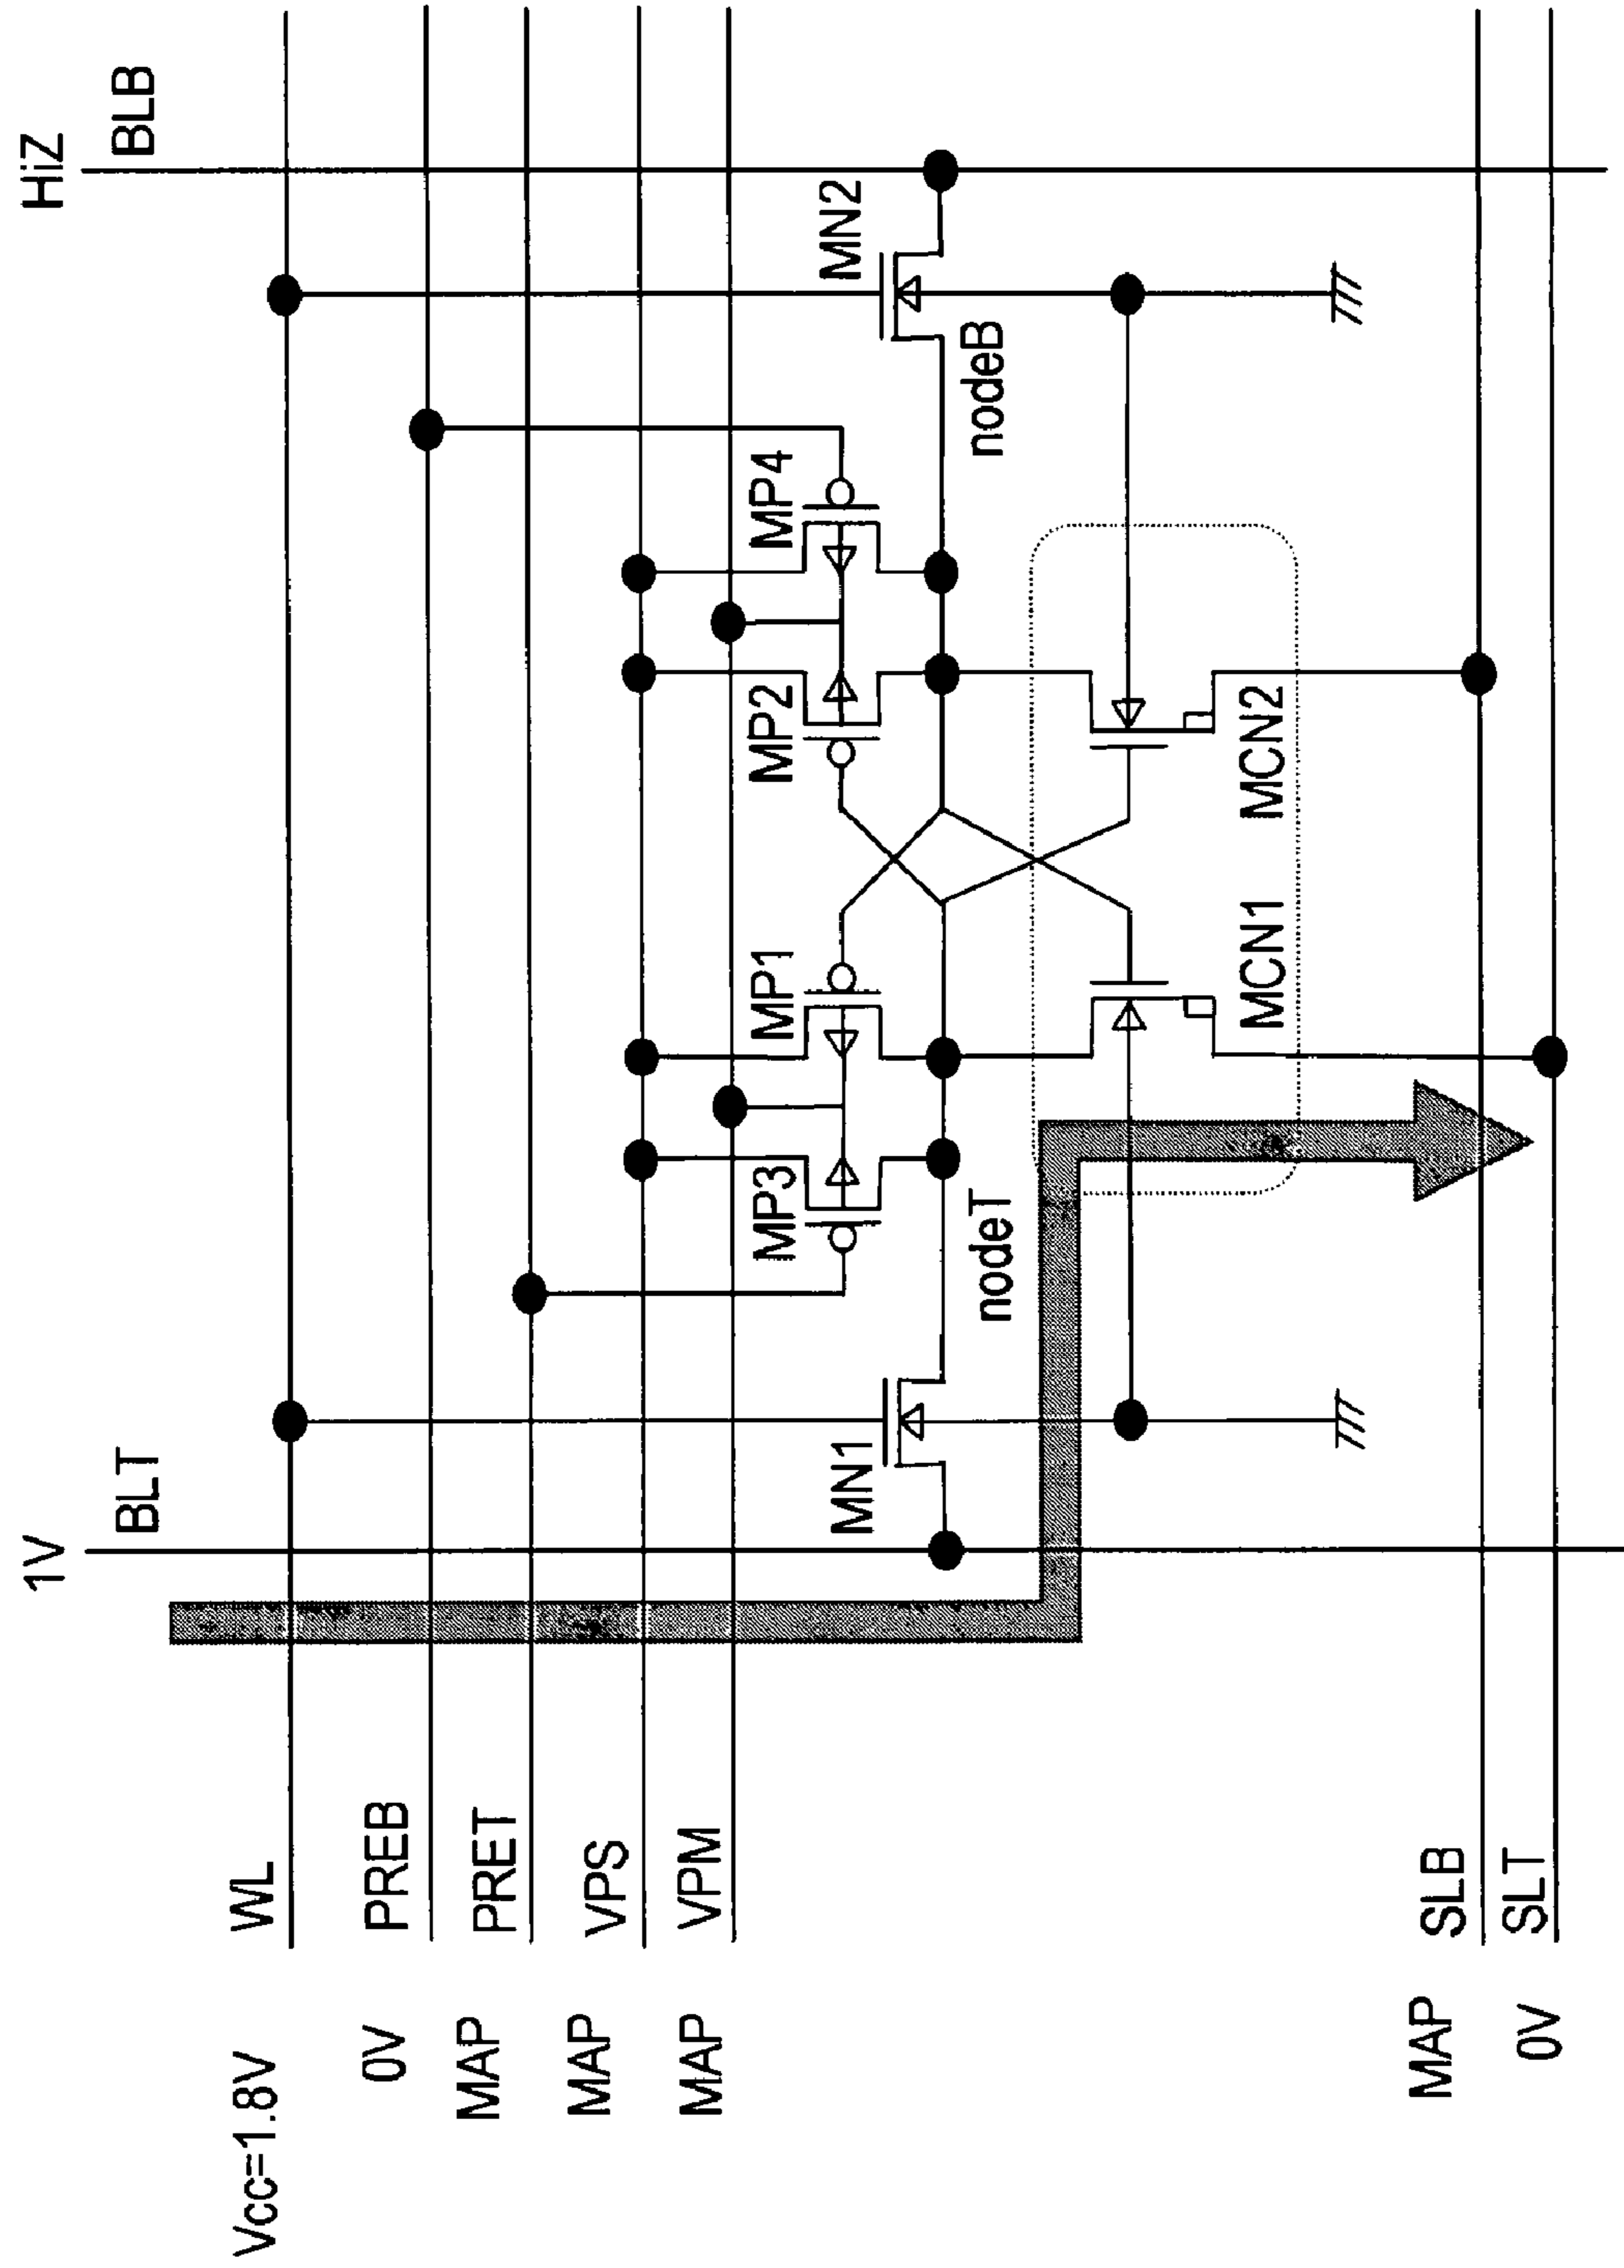 1V
BLT
HiZ
BLB
Vcc=1.8V
WL
0V
PREB
MAP
PRET
MAP
VPS
MAP
VPM
MP3
MP1
MP2
MP4
MN1
MN2
nodeT
nodeB
MCN1
MCN2
MAP
SLB
0V
SLT